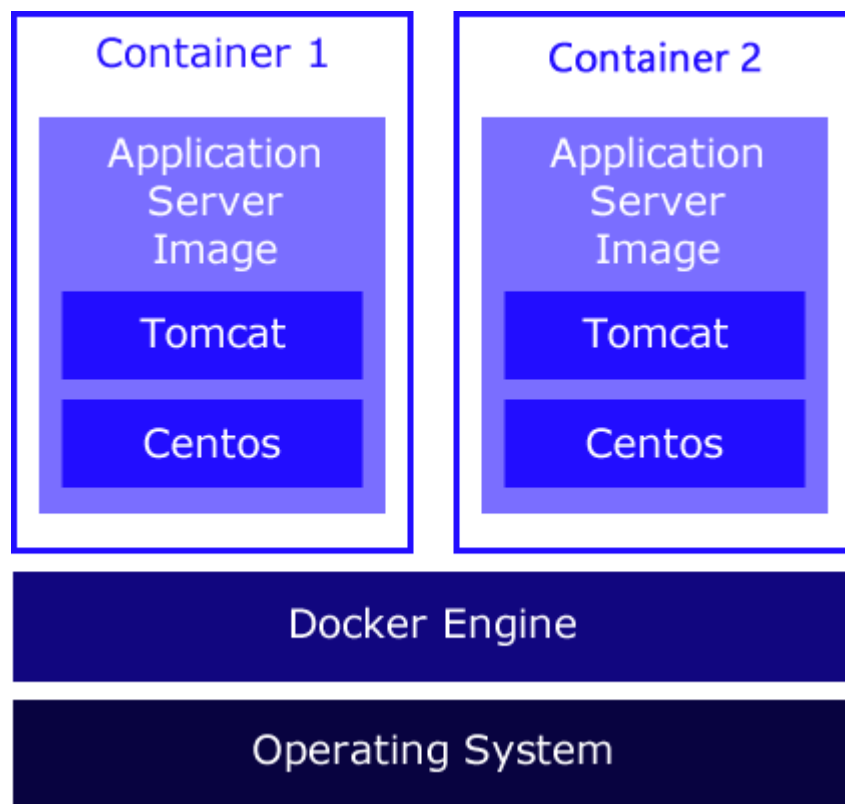 Container 1
Application
Server
Image
Tomcat
Centos
Container 2
Application
Server
Image
Tomcat
Centos
Docker Engine
Operating System